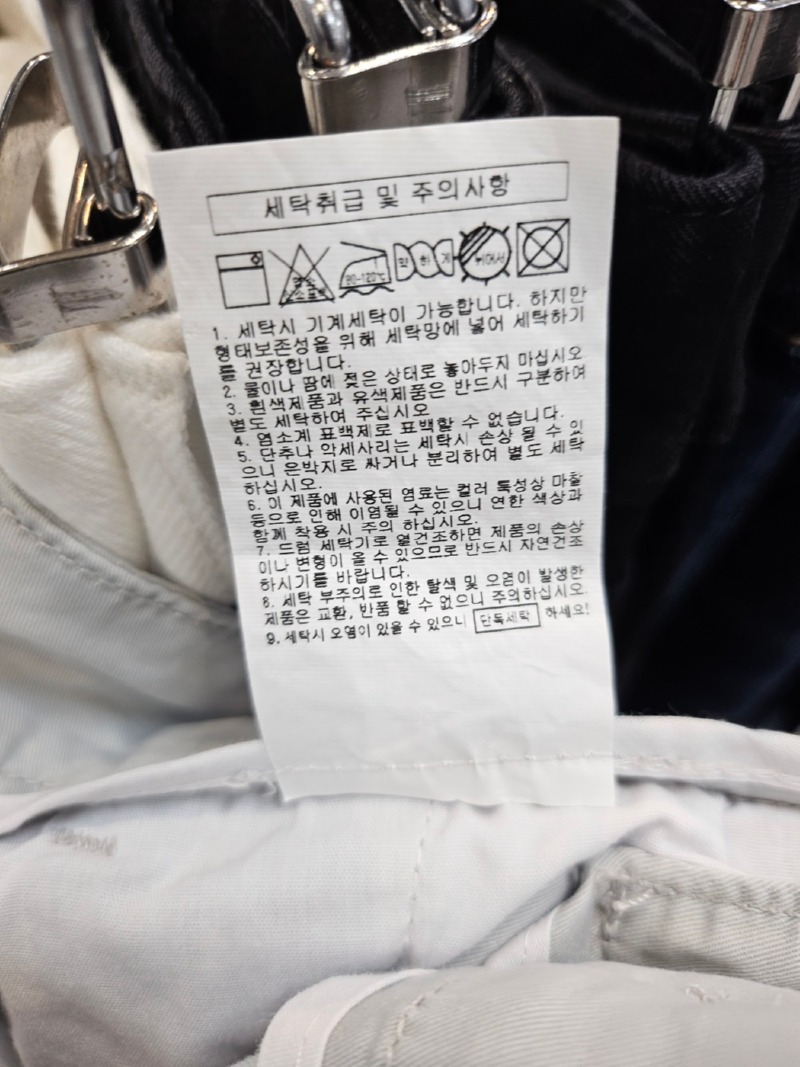 세탁취급 및 주의사항
염소
80-120℃
약 하 게
뉘어서
1. 세탁시 기계세탁이 가능합니다. 하지만
형태보존성을 위해 세탁망에 넣어 세탁하기
를 권장합니다.
2. 물이나 땀에 젖은 상태로 놓아두지 마십시오
3. 흰색제품과 유색제품은 반드시 구분하여
별도 세탁하여 주십시오
4. 염소계 표백제로 표백할 수 없습니다.
5. 단추나 악세사리는 세탁시 손상 될 수 있
으니 은박지로 싸거나 분리하여 별도 세탁
하십시오.
6. 이 제품에 사용된 염료는 컬러 특성상 마찰
등으로 인해 이염될 수 있으니 연한 색상과
함께 착용 시 주의 하십시오.
7. 드럼 세탁기로 열건조하면 제품의 손상
이나 변형이 올 수 있으므로 반드시 자연건조
하시기를 바랍니다.
8. 세탁 부주의로 인한 탈색 및 오염이 발생한
제품은 교환, 반품 할 수 없으니 주의하십시오.
9. 세탁시 오염이 있을 수 있으니 단독세탁 하세요!